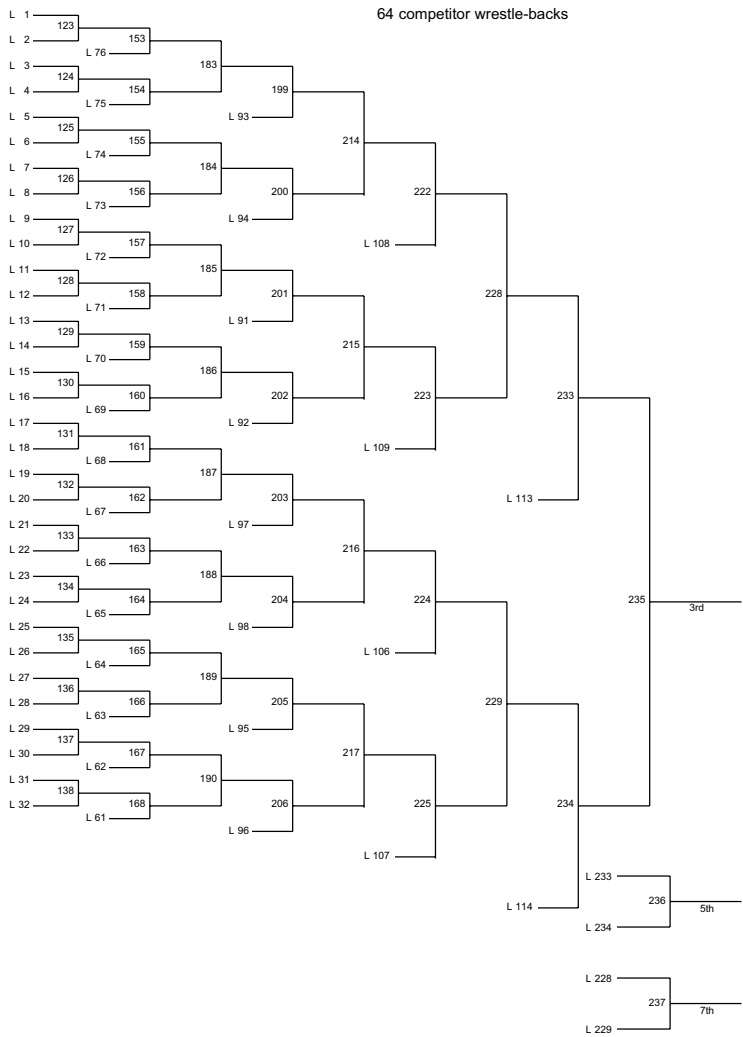 64 competitor wrestle-backs
L 1
123
L 2
153
L 76
183
L 3
124
L 4
154
L 75
199
L 93
L 5
125
L 6
155
L 74
214
184
L 7
126
L 8
156
L 73
200
L 94
222
L 108
L 9
127
L 10
157
L 72
185
L 11
128
L 12
158
L 71
201
L 91
228
L 13
129
L 14
159
L 70
215
186
L 15
130
L 16
160
L 69
202
L 92
223
L 109
233
L 113
L 17
131
L 18
161
L 68
187
L 19
132
L 20
162
L 67
203
L 97
L 21
133
L 22
163
L 66
216
188
L 23
134
L 24
164
L 65
204
L 98
224
L 106
235
3rd
L 25
135
L 26
165
L 64
189
L 27
136
L 28
166
L 63
205
L 95
229
L 29
137
L 30
167
L 62
217
190
L 31
138
L 32
168
L 61
206
L 96
225
L 107
234
L 114
L 233
236
5th
L 234
L 228
237
7th
L 229